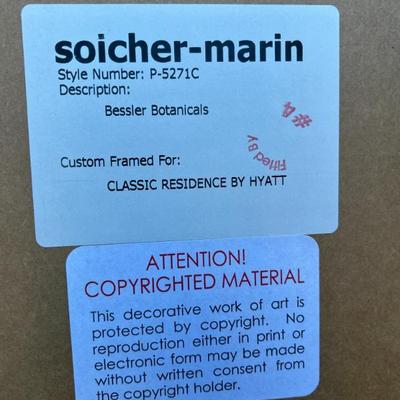 soicher-marin
Style Number: P-5271C
Description:
Bessler Botanicals
Fitted By
#4
Custom Framed For:
CLASSIC RESIDENCE BY HYATT
ATTENTION!
COPYRIGHTED MATERIAL
This decorative work of art is
protected by copyright. No
reproduction either in print or
electronic form may be made
without written consent from
the copyright holder.